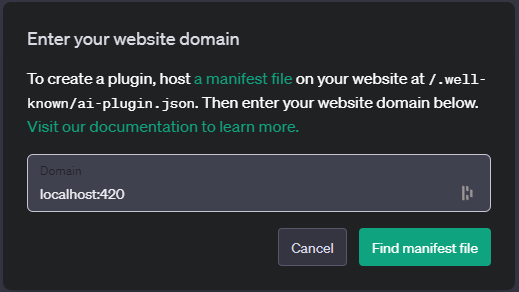 Enter your website domain
To create a plugin, host a manifest file on your website at /.well-
known/ai-plugin.json. Then enter your website domain below.
Visit our documentation to learn more.
Domain
localhost:420
Cancel Find manifest file